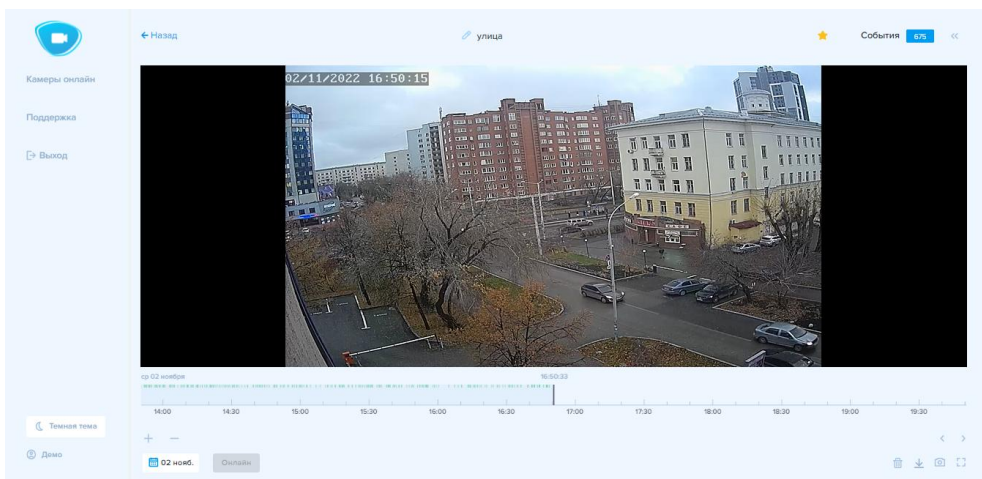 Назад
улица
События 675
Камеры онлайн
Поддержка
Выход
02/11/2022 16:50:15
ср 02 ноября
16:50:33
14:00 14:30 15:00 15:30 16:00 16:30 17:00 17:30 18:00 18:30 19:00 19:30
Темная тема
Демо
02 нояб.
Онлайн